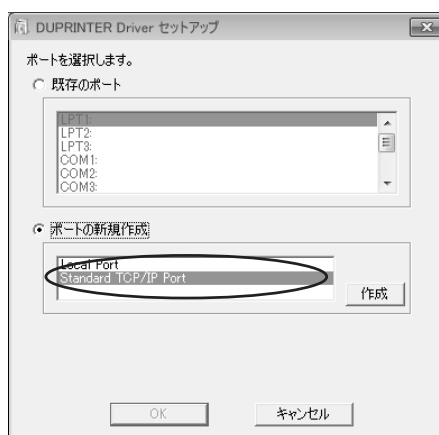 DUPRINTER Driver セットアップ
ポートを選択します。
既存のポート
LPT1:
LPT2:
LPT3:
COM1:
COM2:
COM3:
ポートの新規作成
Local Port
Standard TCP/IP Port
作成
OK
キャンセル